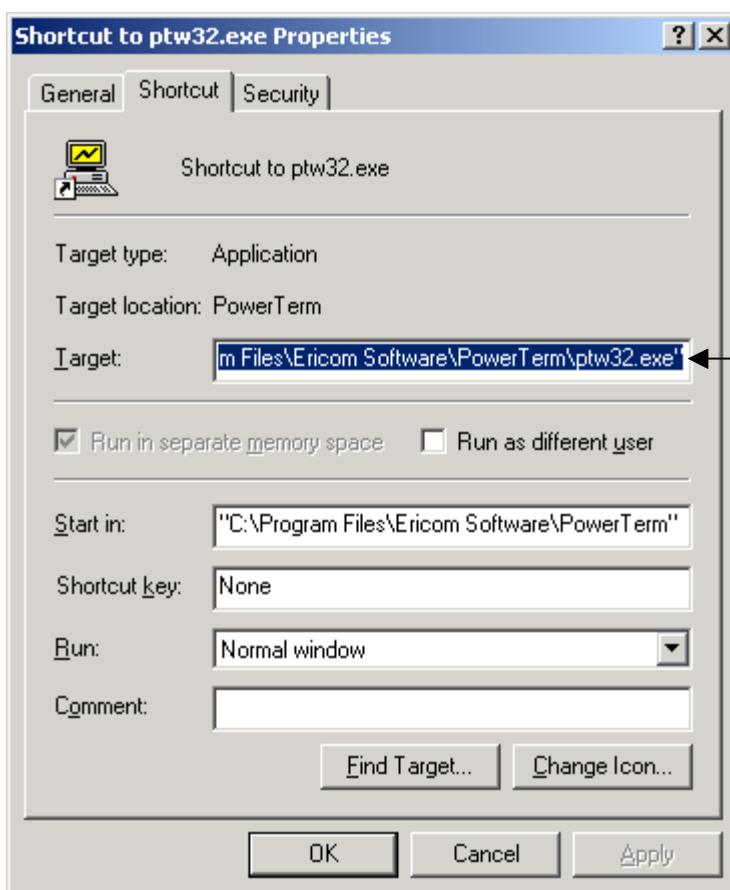 Shortcut to ptw32.exe Properties
General Shortcut Security
Shortcut to ptw32.exe
Target type: Application
Target location: PowerTerm
Target: m Files\Ericom Software\PowerTerm\ptw32.exe"
Run in separate memory space Run as different user
Start in: "C:\Program Files\Ericom Software\PowerTerm"
Shortcut key: None
Run: Normal window
Comment:
Find Target... Change Icon...
OK Cancel Apply